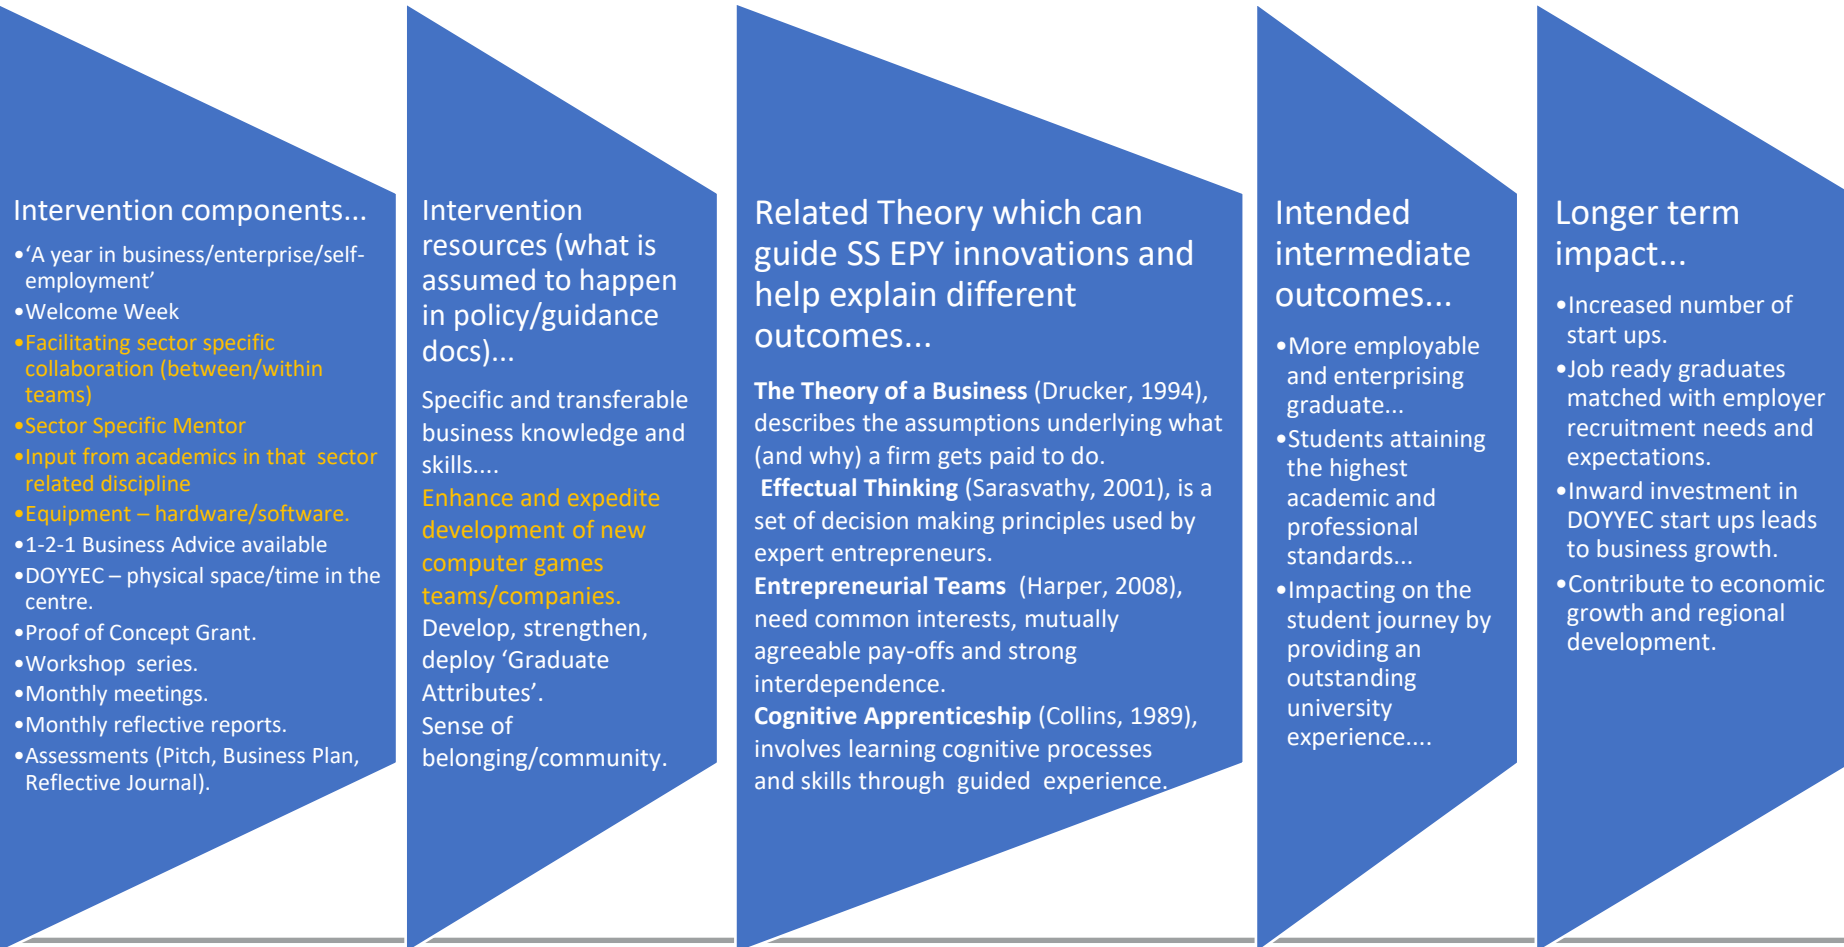 Intervention components...
•‘A year in business/enterprise/self-
employment’
•Welcome Week
•Facilitating sector specific
collaboration (between/within
teams)
•Sector Specific Mentor
•Input from academics in that sector
related discipline
•Equipment – hardware/software.
•1-2-1 Business Advice available
•DOYYEC – physical space/time in the
centre.
•Proof of Concept Grant.
•Workshop series.
•Monthly meetings.
•Monthly reflective reports.
•Assessments (Pitch, Business Plan,
Reflective Journal).
Intervention
resources (what is
assumed to happen
in policy/guidance
docs)...
Specific and transferable
business knowledge and
skills....
Enhance and expedite
development of new
computer games
teams/companies.
Develop, strengthen,
deploy ‘Graduate
Attributes’.
Sense of
belonging/community.
Related Theory which can
guide SS EPY innovations and
help explain different
outcomes...
The Theory of a Business (Drucker, 1994),
describes the assumptions underlying what
(and why) a firm gets paid to do.
Effectual Thinking (Sarasvathy, 2001), is a
set of decision making principles used by
expert entrepreneurs.
Entrepreneurial Teams (Harper, 2008),
need common interests, mutually
agreeable pay-offs and strong
interdependence.
Cognitive Apprenticeship (Collins, 1989),
involves learning cognitive processes
and skills through guided experience.
Intended
intermediate
outcomes...
•More employable
and enterprising
graduate...
•Students attaining
the highest
academic and
professional
standards...
•Impacting on the
student journey by
providing an
outstanding
university
experience....
Longer term
impact...
•Increased number of
start ups.
•Job ready graduates
matched with employer
recruitment needs and
expectations.
•Inward investment in
DOYYEC start ups leads
to business growth.
•Contribute to economic
growth and regional
development.